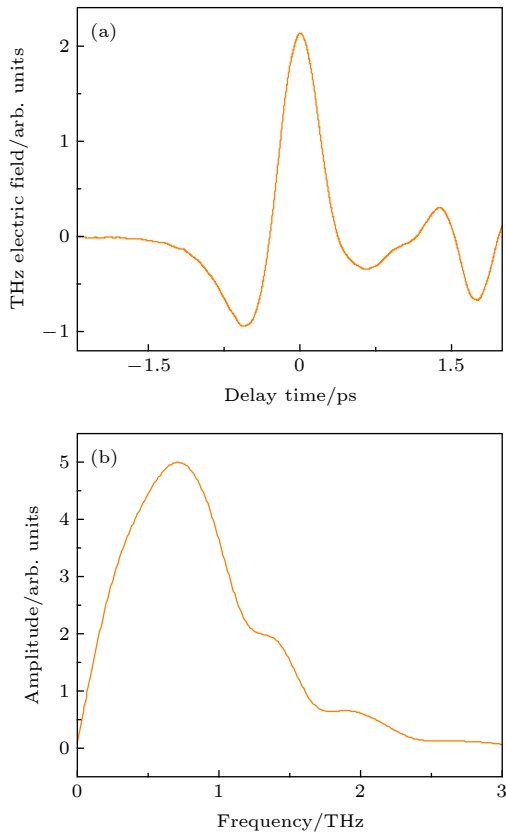 (a)
THz electric field/arb. units
2
1
0
−1
−1.5
0
1.5
Delay time/ps
(b)
Amplitude/arb. units
5
4
3
2
1
0
0
1
2
3
Frequency/THz